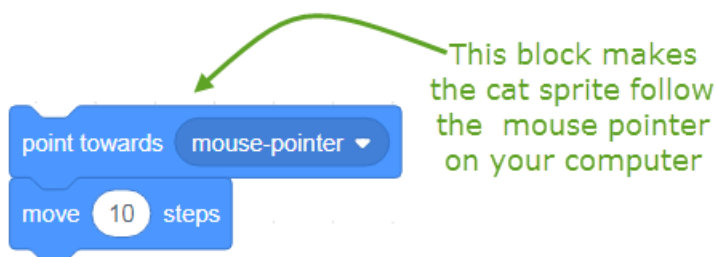 This block makes
the cat sprite follow
the mouse pointer
on your computer
point towards mouse-pointer
move 10 steps